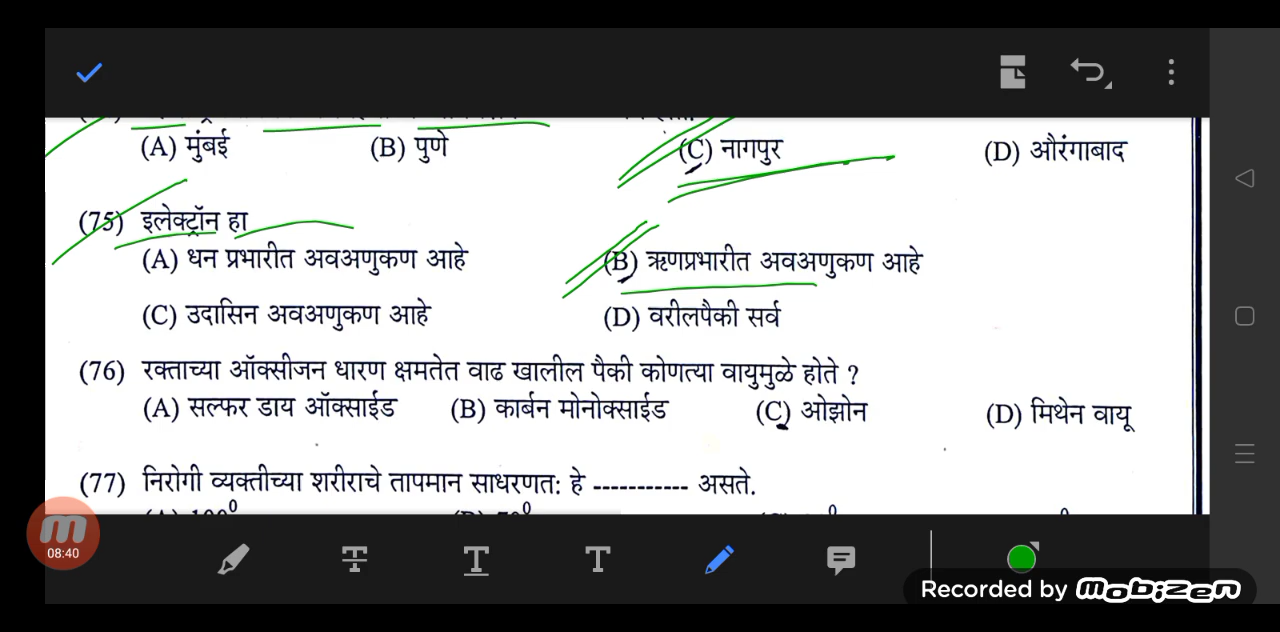 (A) मुंबई (B) पुणे (C) नागपुर (D) औरंगाबाद
(75) इलेक्ट्रॉन हा
(A) धन प्रभारीत अवअणुकण आहे (B) ऋणप्रभारीत अवअणुकण आहे
(C) उदासिन अवअणुकण आहे (D) वरीलपैकी सर्व
(76) रक्ताच्या ऑक्सीजन धारण क्षमतेत वाढ खालील पैकी कोणत्या वायुमुळे होते ?
(A) सल्फर डाय ऑक्साईड (B) कार्बन मोनोक्साईड (C) ओझोन (D) मिथेन वायू
(77) निरोगी व्यक्तीच्या शरीराचे तापमान साधरणत: हे ----------- असते.
08:40
Recorded by mobizen